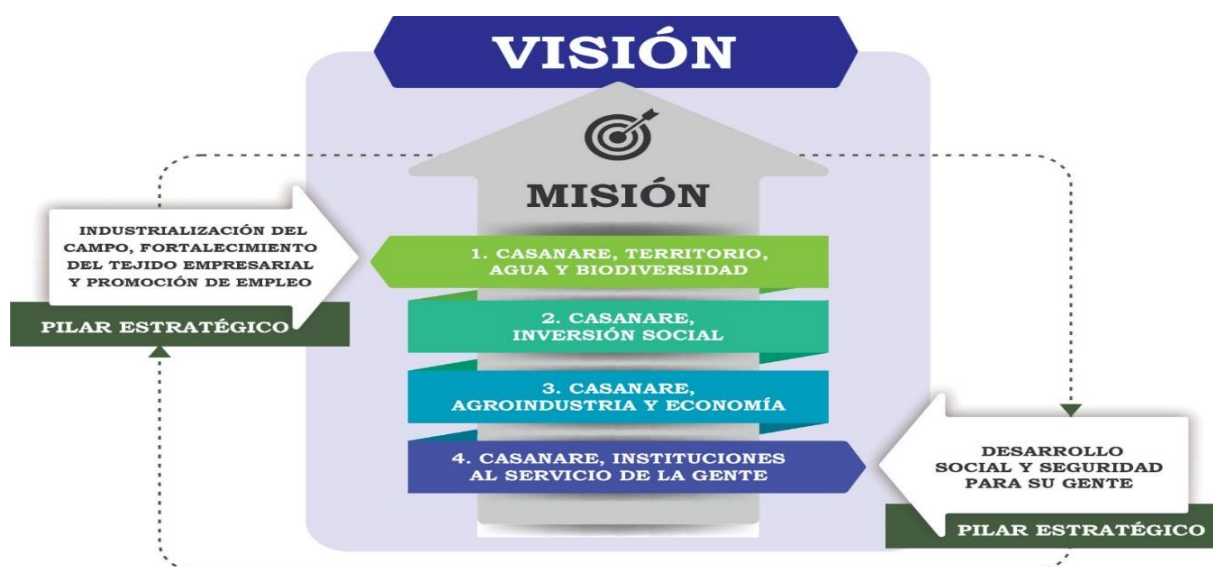 VISIÓN
MISIÓN
INDUSTRIALIZACIÓN DEL
CAMPO, FORTALECIMIENTO
DEL TEJIDO EMPRESARIAL
Y PROMOCIÓN DE EMPLEO
PILAR ESTRATÉGICO
1. CASANARE, TERRITORIO,
AGUA Y BIODIVERSIDAD
2. CASANARE,
INVERSIÓN SOCIAL
3. CASANARE,
AGROINDUSTRIA Y ECONOMÍA
4. CASANARE, INSTITUCIONES
AL SERVICIO DE LA GENTE
DESARROLLO
SOCIAL Y SEGURIDAD
PARA SU GENTE
PILAR ESTRATÉGICO